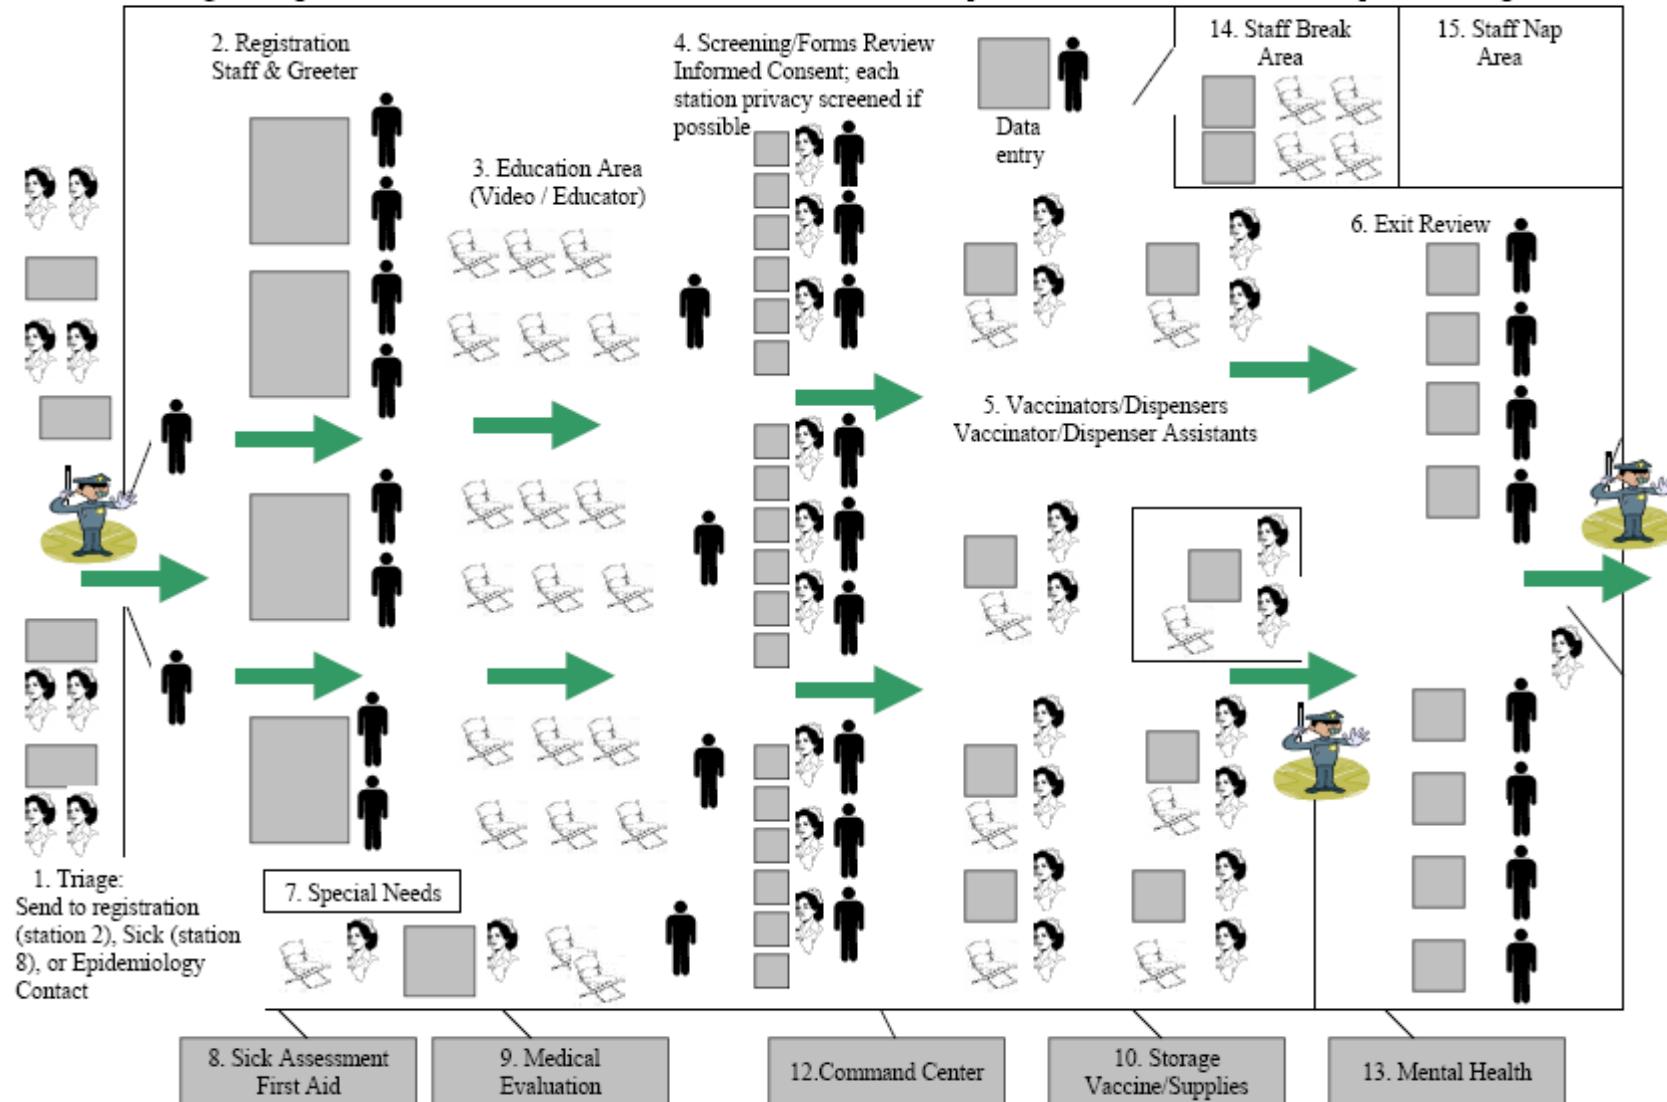 2. Registration
Staff & Greeter
4. Screening/Forms Review
Informed Consent; each
station privacy screened if
possible
Data
entry
14. Staff Break
Area
15. Staff Nap
Area
3. Education Area
(Video / Educator)
6. Exit Review
5. Vaccinators/Dispensers
Vaccinator/Dispenser Assistants
1. Triage:
Send to registration
(station 2), Sick (station
8), or Epidemiology
Contact
7. Special Needs
8. Sick Assessment
First Aid
9. Medical
Evaluation
12.Command Center
10. Storage
Vaccine/Supplies
13. Mental Health